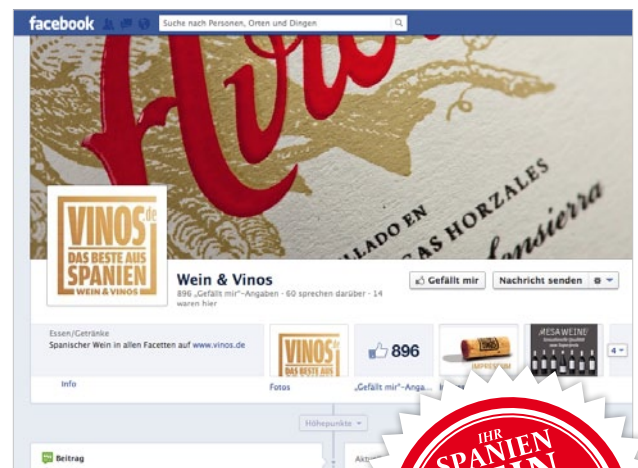 facebook
Suche nach Personen, Orten und Dingen
LLADO EN
AS HORZALES
onsierra
VINOS.de
DAS BESTE AUS
SPANIEN
WEIN & VINOS
Wein & Vinos
896 „Gefällt mir“-Angaben · 60 sprechen darüber · 14
waren hier
Gefällt mir
Nachricht senden
Essen/Getränke
Spanischer Wein in allen Facetten auf www.vinos.de
Info
VINOS
DAS BESTE AUS
Fotos
896
„Gefällt mir“-Anga...
IMPRESSUM
MESAWEINE
4
Höhepunkte
Beitrag
IHR
SPANIEN